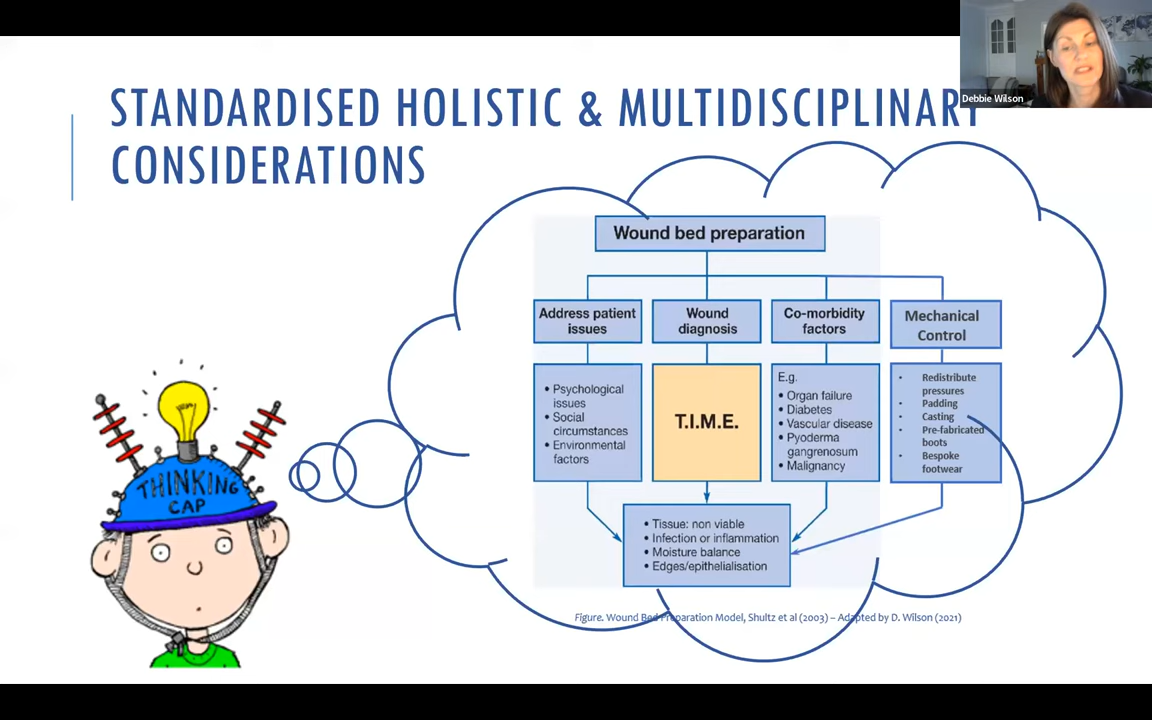 STANDARDISED HOLISTIC & MULTIDISCIPLINARY
CONSIDERATIONS
Debbie Wilson
Wound bed preparation
Address patient
issues
Wound
diagnosis
Co-morbidity
factors
Mechanical
Control
• Psychological
issues
• Social
circumstances
• Environmental
factors
T.I.M.E.
E.g.
• Organ failure
• Diabetes
• Vascular disease
• Pyoderma
gangrenosum
• Malignancy
• Redistribute
pressures
• Padding
• Casting
• Pre-fabricated
boots
• Bespoke
footwear
• Tissue: non viable
• Infection or inflammation
• Moisture balance
• Edges/epithelialisation
THINKING
CAP
Figure. Wound Bed Preparation Model, Shultz et al (2003) – Adapted by D. Wilson (2021)